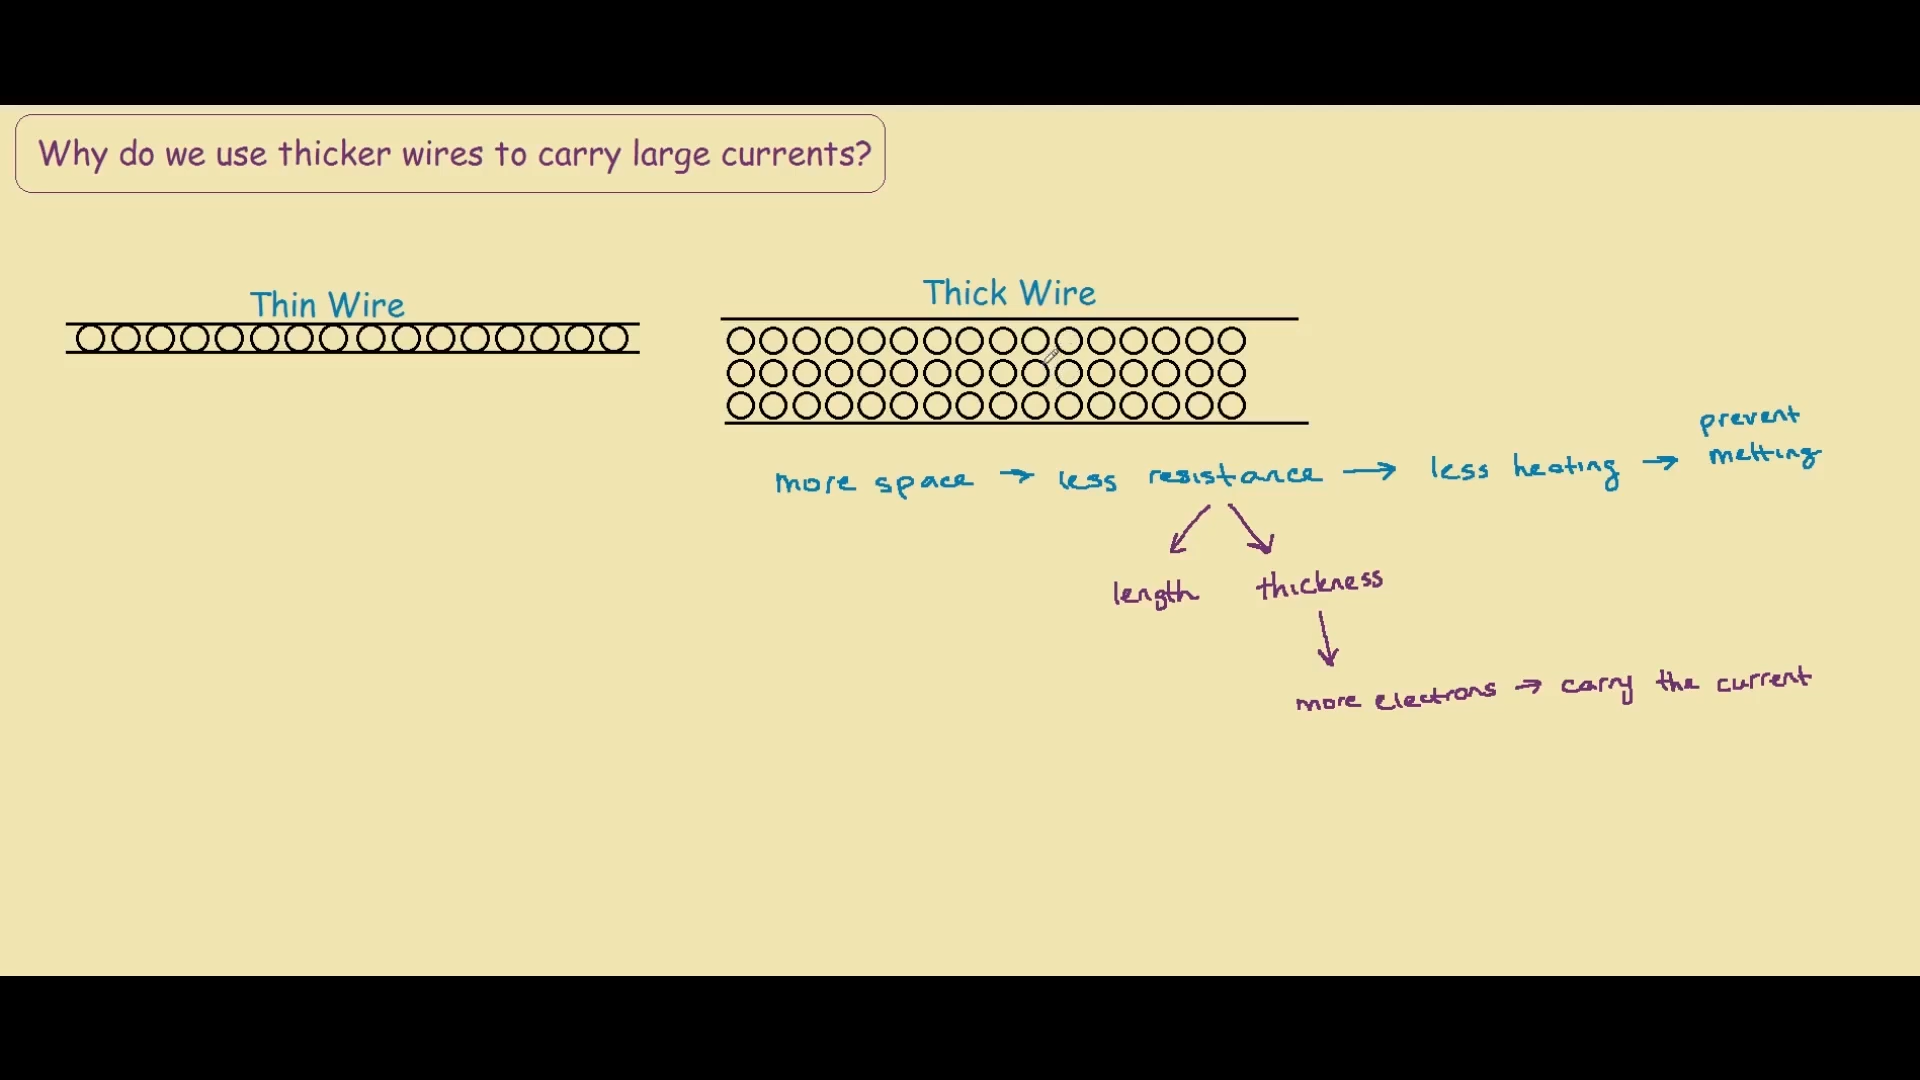 Why do we use thicker wires to carry large currents?
Thin Wire
Thick Wire
more space → less resistance → less heating → prevent melting
length thickness
more electrons → carry the current